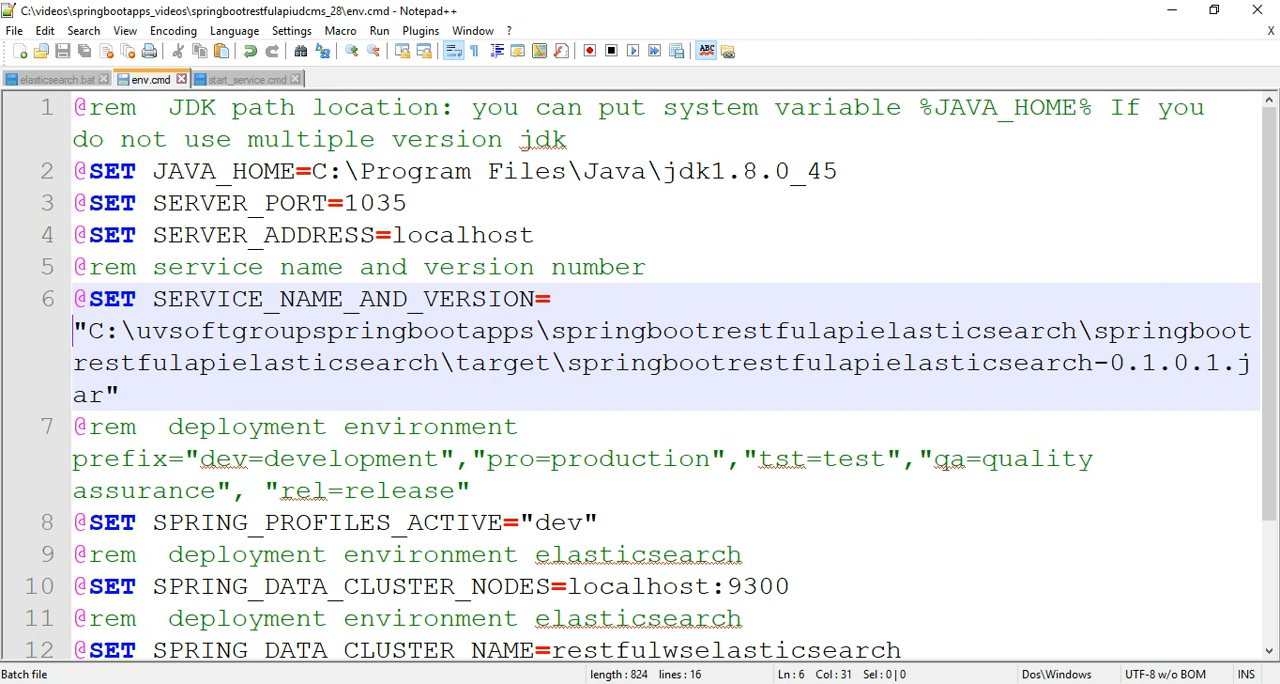 C:\videos\springbootapps_videos\springbootrestfulapiudcms_28\env.cmd - Notepad++
File Edit Search View Encoding Language Settings Macro Run Plugins Window ? X
elasticsearch.bat env.cmd start_service.cmd
1 @rem  JDK path location: you can put system variable %JAVA_HOME% If you
do not use multiple version jdk
2 @SET JAVA_HOME=C:\Program Files\Java\jdk1.8.0_45
3 @SET SERVER_PORT=1035
4 @SET SERVER_ADDRESS=localhost
5 @rem service name and version number
6 @SET SERVICE_NAME_AND_VERSION=
"C:\uvsoftgroupspringbootapps\springbootrestfulapielasticsearch\springboot
restfulapielasticsearch\target\springbootrestfulapielasticsearch-0.1.0.1.j
ar"
7 @rem  deployment environment
prefix="dev=development","pro=production","tst=test","qa=quality
assurance", "rel=release"
8 @SET SPRING_PROFILES_ACTIVE="dev"
9 @rem  deployment environment elasticsearch
10 @SET SPRING_DATA_CLUSTER_NODES=localhost:9300
11 @rem  deployment environment elasticsearch
12 @SET SPRING DATA CLUSTER NAME=restfulwselasticsearch
Batch file length : 824 lines : 16 Ln : 6 Col : 31 Sel : 0 | 0 Dos\Windows UTF-8 w/o BOM INS